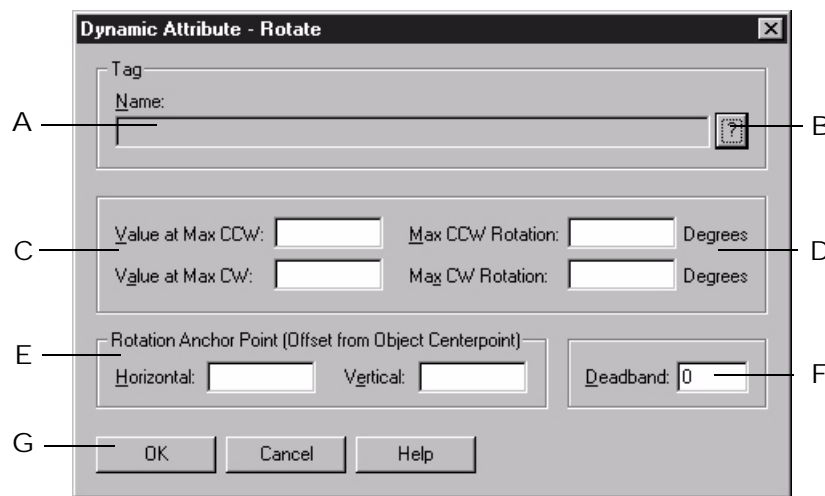 Dynamic Attribute - Rotate
Tag
Name:
A
?
B
C
Value at Max CCW:
Max CCW Rotation:
Degrees
D
Value at Max CW:
Max CW Rotation:
Degrees
E
Rotation Anchor Point (Offset from Object Centerpoint)
Horizontal:
Vertical:
Deadband: 0
F
G
OK
Cancel
Help